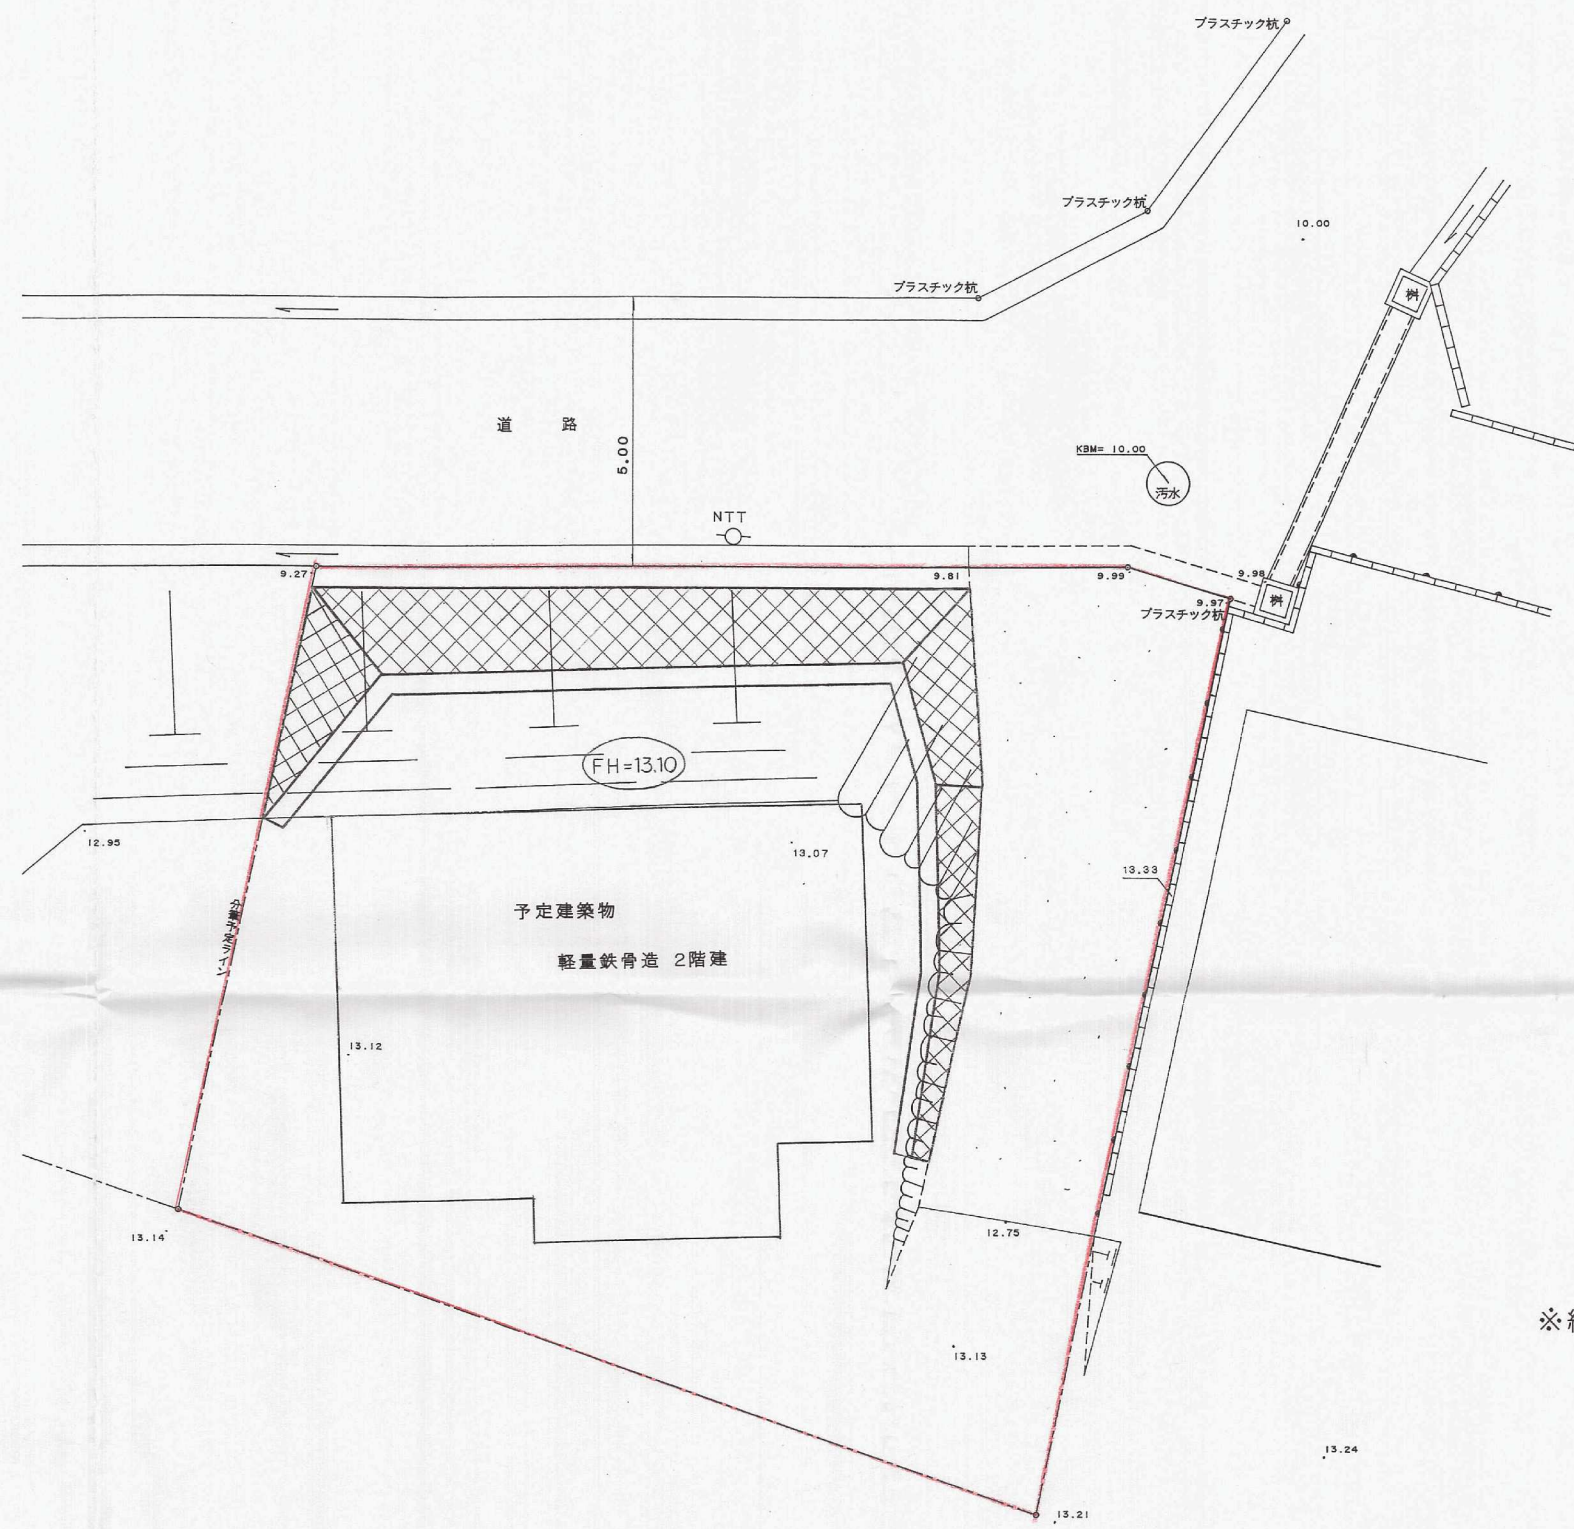 プラスチック杭
プラスチック杭
10.00
プラスチック杭
桝
道 路
5.00
KBM= 10.00
汚水
NTT
9.27
9.81
9.99
9.98
9.97
桝
プラスチック杭
FH=13.10
12.95
13.07
13.33
分筆予定ライン
予定建築物
軽量鉄骨造 2階建
13.12
13.14
12.75
※
13.13
13.24
13.21